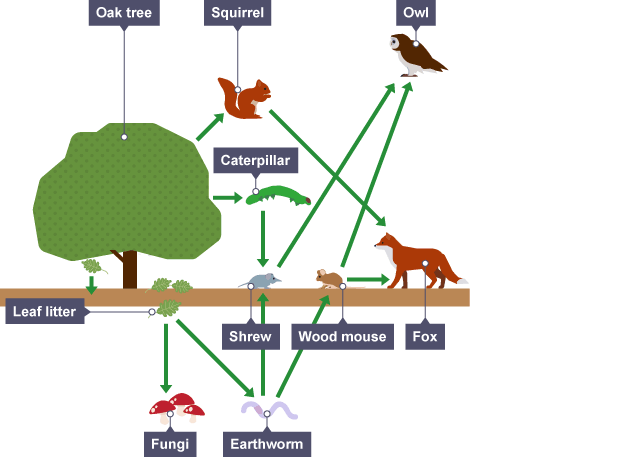 Oak tree
Squirrel
Owl
Caterpillar
Leaf litter
Shrew
Wood mouse
Fox
Fungi
Earthworm